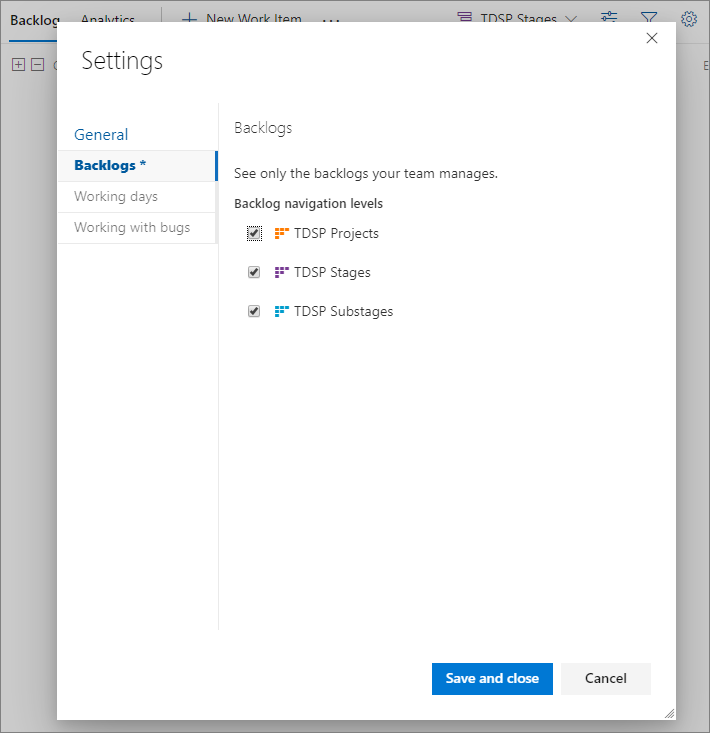 Backlog Analytics New Work Item ... TDSP Stages
Settings
General
Backlogs *
Working days
Working with bugs
Backlogs
See only the backlogs your team manages.
Backlog navigation levels
TDSP Projects
TDSP Stages
TDSP Substages
Save and close Cancel